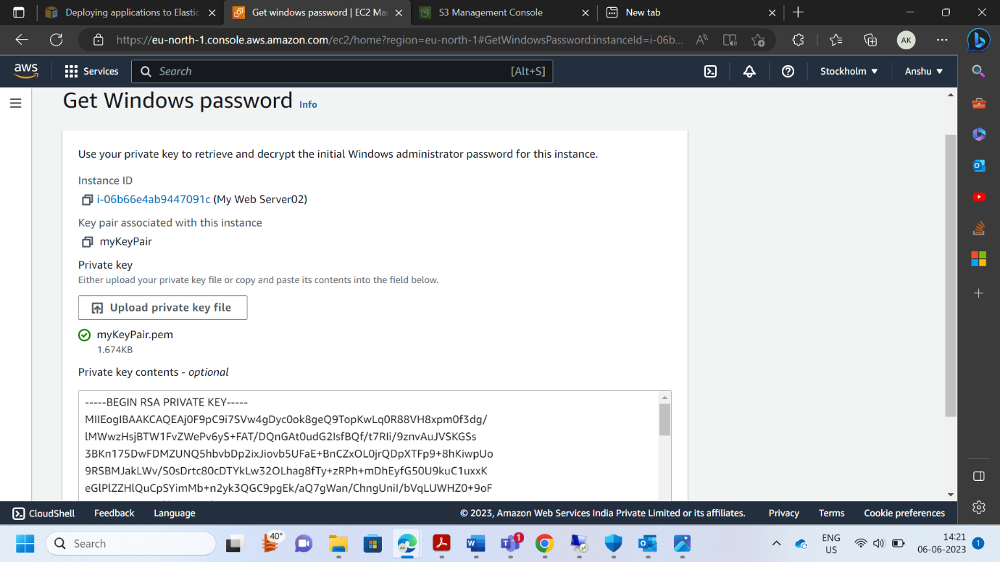 Deploying applications to Elastic
Get windows password | EC2 Ma
S3 Management Console
New tab
https://eu-north-1.console.aws.amazon.com/ec2/home?region=eu-north-1#GetWindowsPassword:instanceId=i-06b...
AK
aws
Services
Search
[Alt+S]
Stockholm
Anshu
Get Windows password Info
Use your private key to retrieve and decrypt the initial Windows administrator password for this instance.
Instance ID
i-06b66e4ab9447091c (My Web Server02)
Key pair associated with this instance
myKeyPair
Private key
Either upload your private key file or copy and paste its contents into the field below.
Upload private key file
myKeyPair.pem
1.674KB
Private key contents - optional
-----BEGIN RSA PRIVATE KEY-----
MIIEogIBAAKCAQEAj0F9pC9i7SVw4gDyc0ok8geQ9TopKwLq0R88VH8xpm0f3dg/
lMWwzHsjBTW1FvZWePv6yS+FAT/DQnGAt0udG2IsfBQf/t7RIi/9znvAuJVSKGSs
3BKn175DwFDMZUNQ5hbvbDp2ixJiovb5UFaE+BnCZxOL0jrQDpXTFp9+8hKiwpUo
9RSBMJakLWv/S0sDrtc80cDTYkLw32OLhag8fTy+zRPh+mDhEyfG50U9kuC1uxxK
eGlPlZZHlQuCpSYimMb+n2yk3QGC9pgEk/aQ7gWan/ChngUniI/bVqLUWHZ0+9oF
CloudShell
Feedback
Language
© 2023, Amazon Web Services India Private Limited or its affiliates.
Privacy
Terms
Cookie preferences
Search
40°
AK
1
ENG
US
14:21
06-06-2023
1